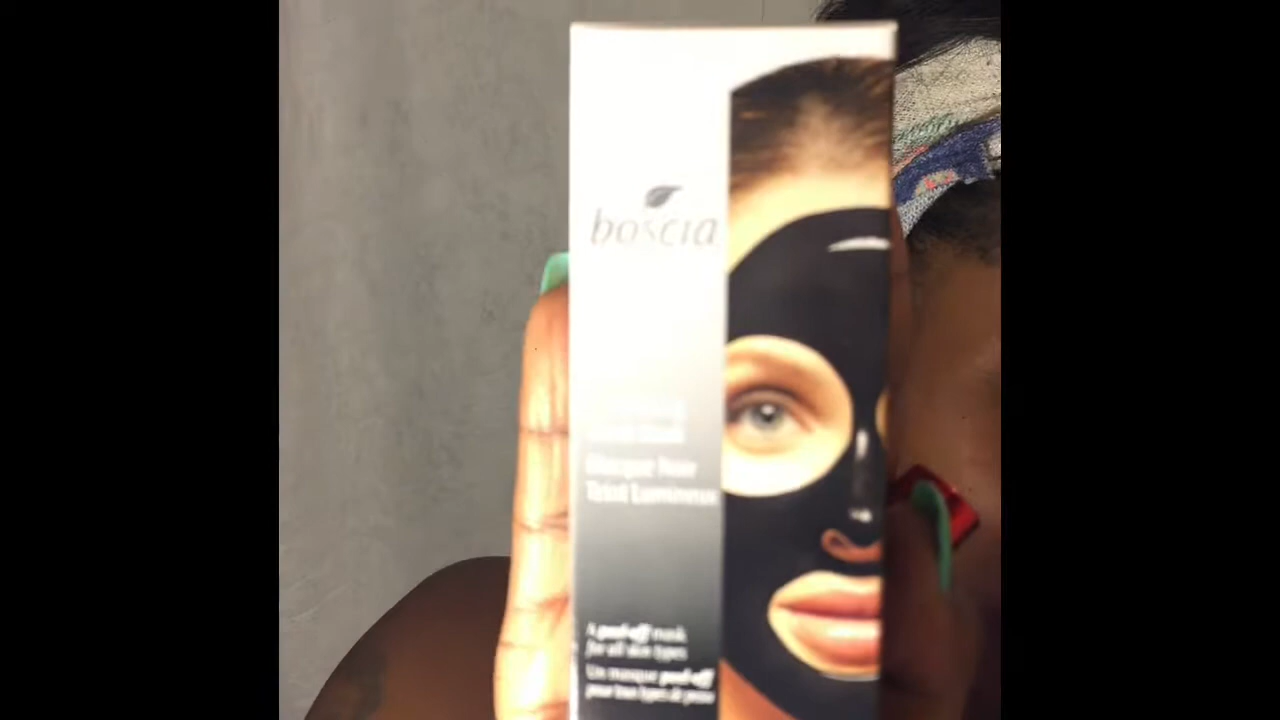 boscia
Masque Noir
Teint Lumineux
A peel-off mask
for all skin types
Un masque peel-off
pour tous types de peau